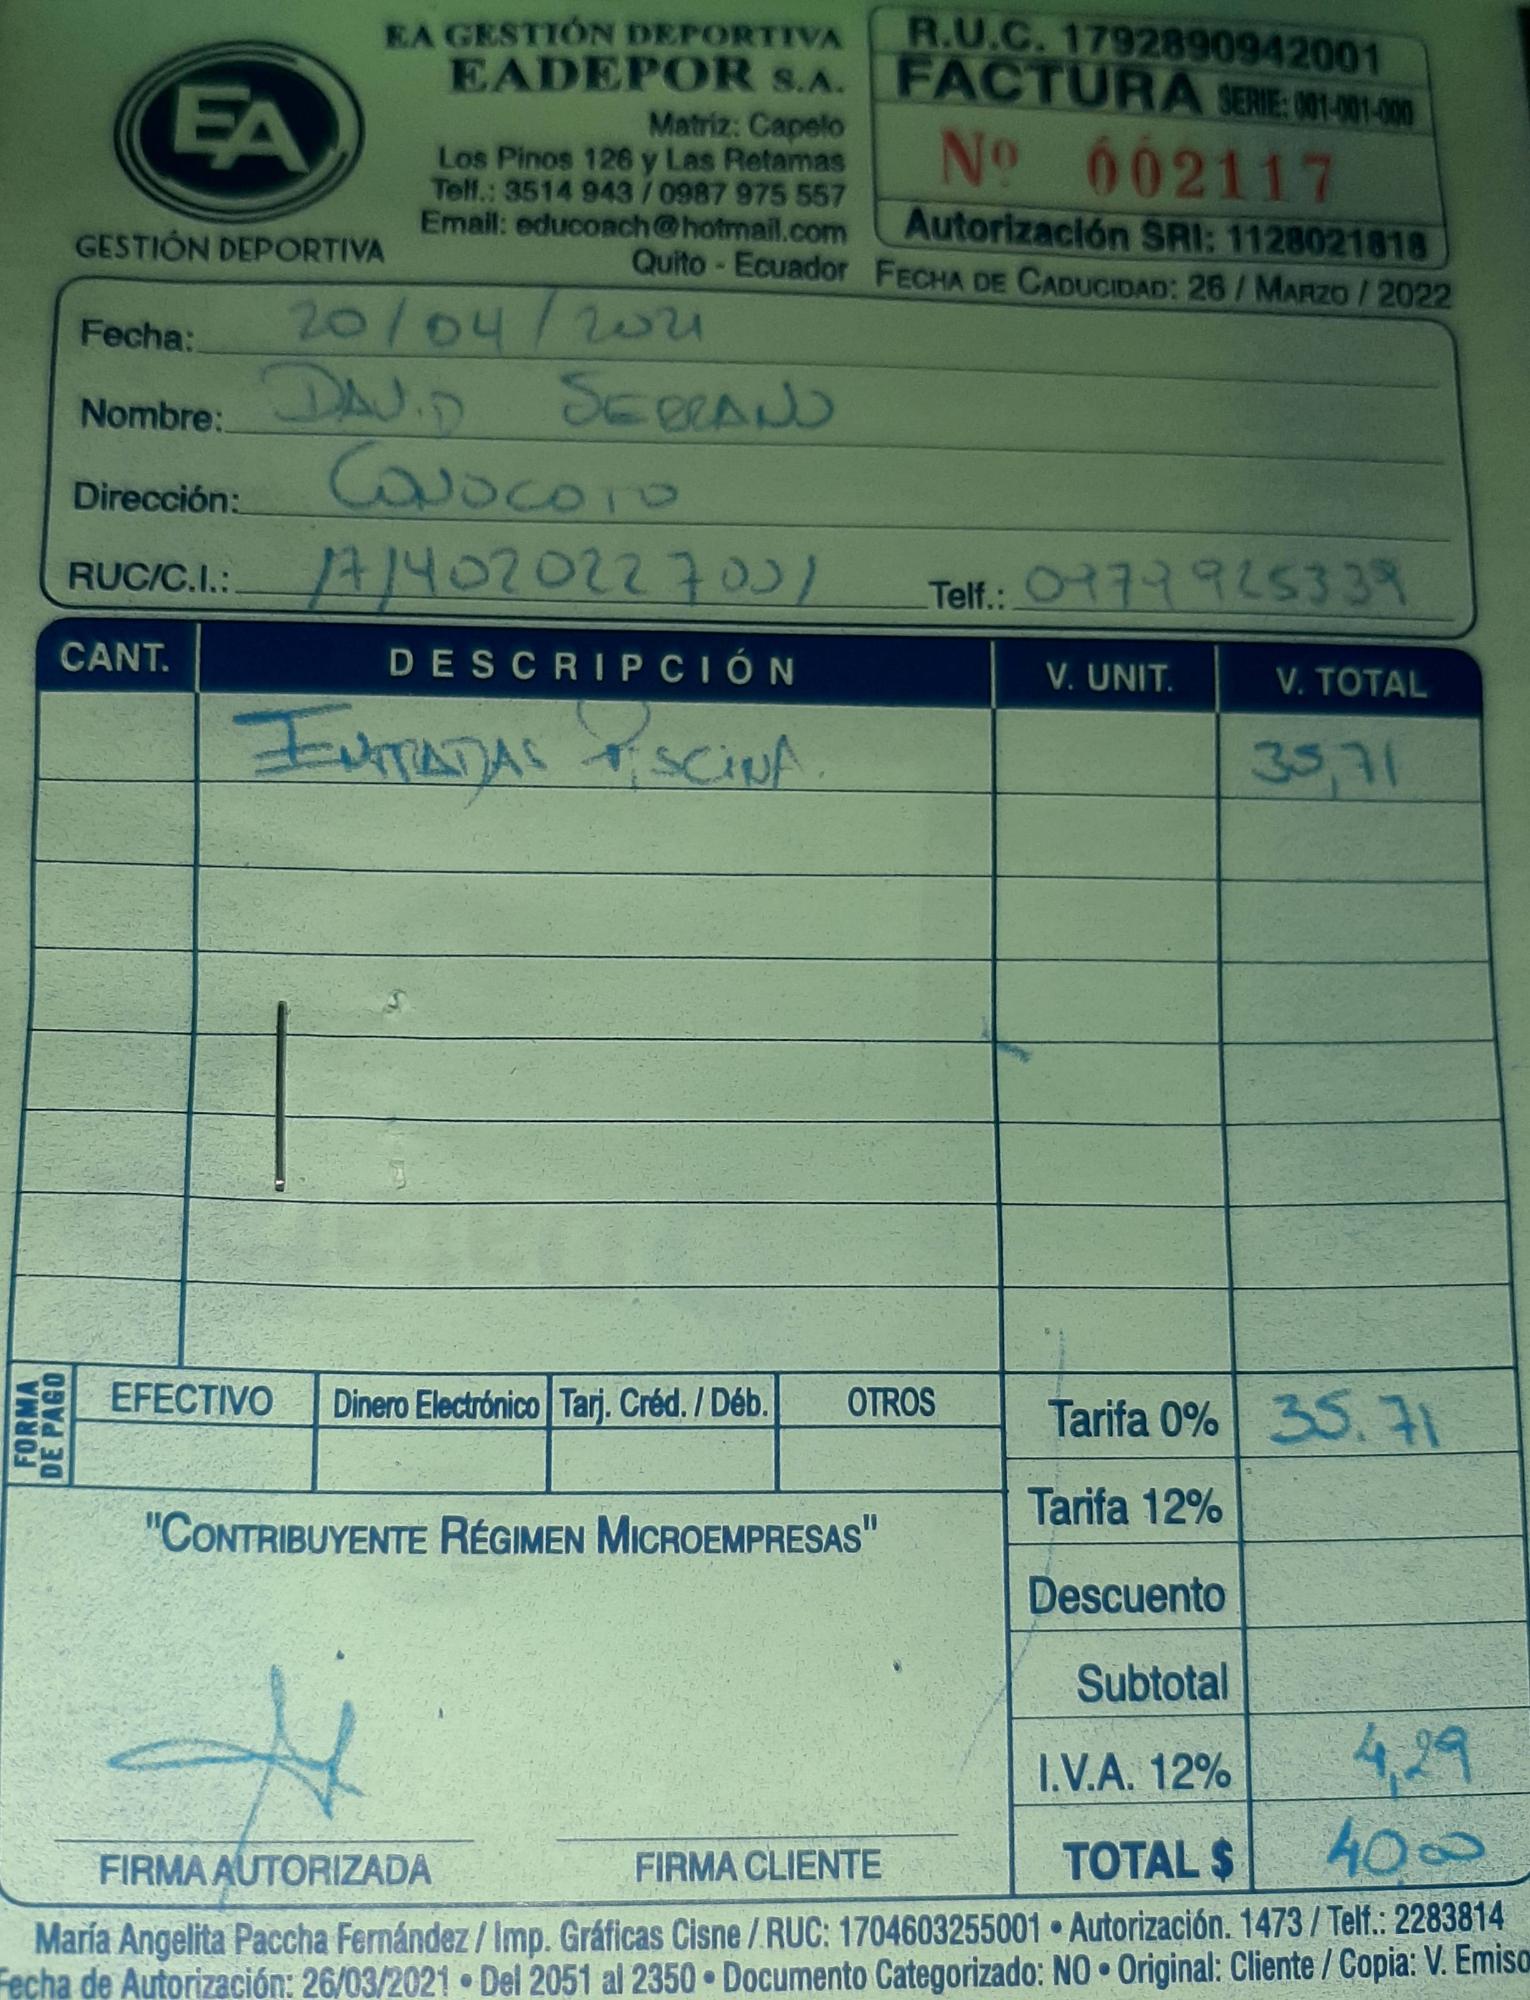 EA
GESTIÓN DEPORTIVA
EA GESTIÓN DEPORTIVA
EADEPOR S.A.
Matriz: Capelo
Los Pinos 126 y Las Retamas
Telf.: 3514 943 / 0987 975 557
Email: educoach@hotmail.com
Quito - Ecuador
R.U.C. 1792890942001
FACTURA SERIE: 001-001-000
Nº 002117
Autorización SRI: 1128021818
FECHA DE CADUCIDAD: 26 / MARZO / 2022
Fecha: 20/04/2021
Nombre: DAVID SERRANO
Dirección: CONOCOTO
RUC/C.I.: 1714020227001 Telf.: 0979925339
CANT. DESCRIPCIÓN V. UNIT. V. TOTAL
ENTRADAS PISCINA. 35,71
FORMA DE PAGO
EFECTIVO Dinero Electrónico Tarj. Créd. / Déb. OTROS
Tarifa 0% 35.71
Tarifa 12%
"CONTRIBUYENTE RÉGIMEN MICROEMPRESAS"
Descuento
Subtotal
I.V.A. 12% 4,29
TOTAL $ 40,00
FIRMA AUTORIZADA FIRMA CLIENTE
María Angelita Paccha Fernández / Imp. Gráficas Cisne / RUC: 1704603255001 • Autorización. 1473 / Telf.: 2283814
Fecha de Autorización: 26/03/2021 • Del 2051 al 2350 • Documento Categorizado: NO • Original: Cliente / Copia: V. Emiso